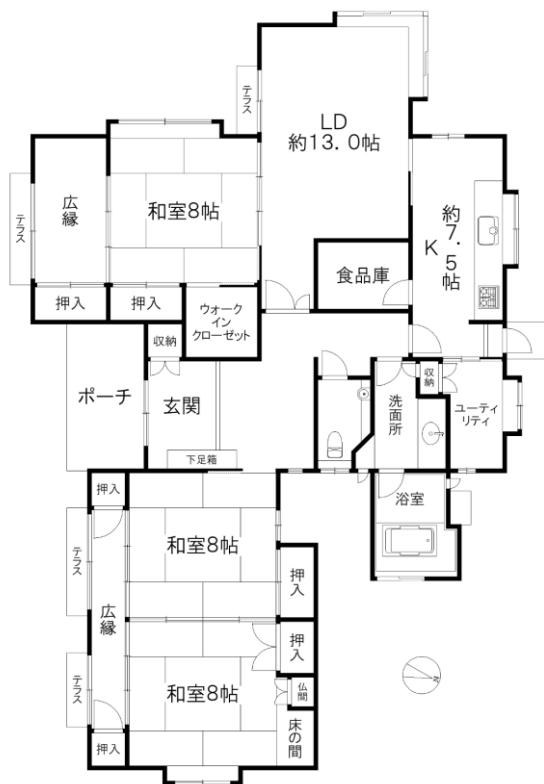 テラス
LD
約13.0帖
広縁
和室8帖
テラス
約7.5帖
K
食品庫
押入
押入
ウォーク
イン
クローゼット
収納
ポーチ
玄関
下足箱
洗面所
収納
ユーティ
リティ
浴室
押入
和室8帖
テラス
広縁
押入
押入
テラス
和室8帖
仏間
床の間
押入
N